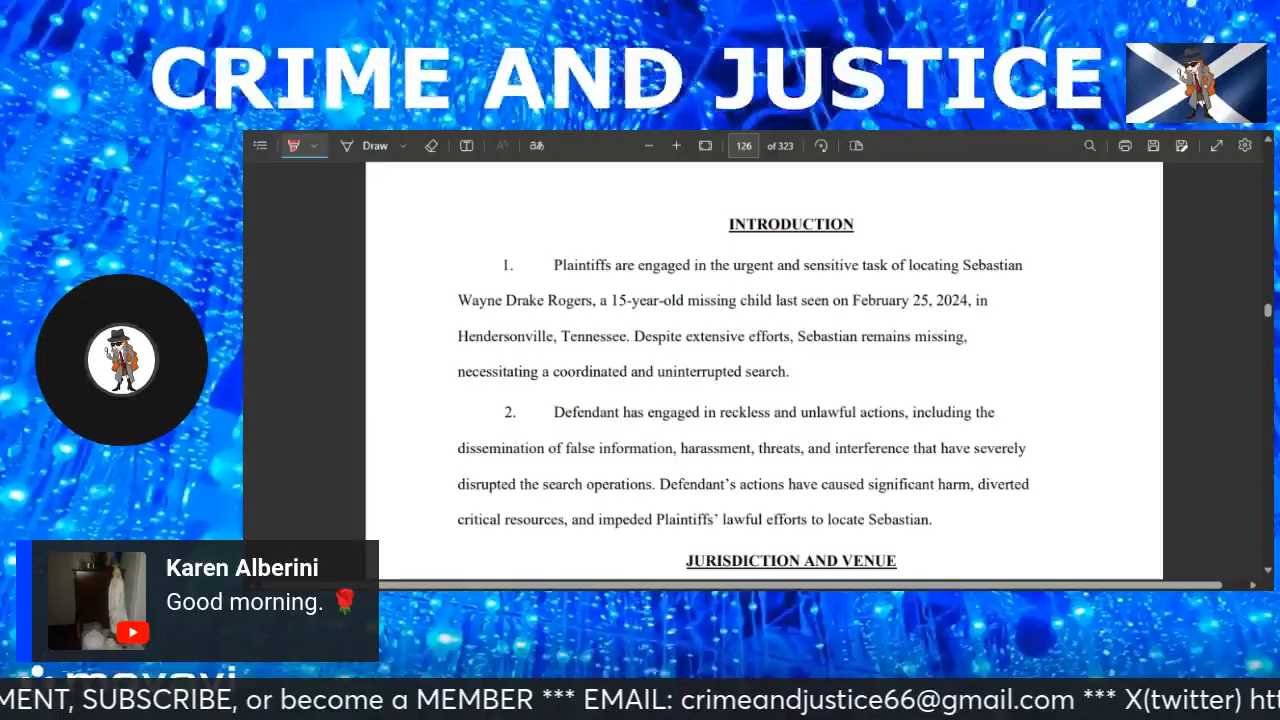 CRIME AND JUSTICE
Draw
126 of 323
INTRODUCTION
1. Plaintiffs are engaged in the urgent and sensitive task of locating Sebastian
Wayne Drake Rogers, a 15-year-old missing child last seen on February 25, 2024, in
Hendersonville, Tennessee. Despite extensive efforts, Sebastian remains missing,
necessitating a coordinated and uninterrupted search.
2. Defendant has engaged in reckless and unlawful actions, including the
dissemination of false information, harassment, threats, and interference that have severely
disrupted the search operations. Defendant’s actions have caused significant harm, diverted
critical resources, and impeded Plaintiffs’ lawful efforts to locate Sebastian.
JURISDICTION AND VENUE
Karen Alberini
Good morning. 🌹
MENT, SUBSCRIBE, or become a MEMBER *** EMAIL: crimeandjustice66@gmail.com *** X(twitter) htt